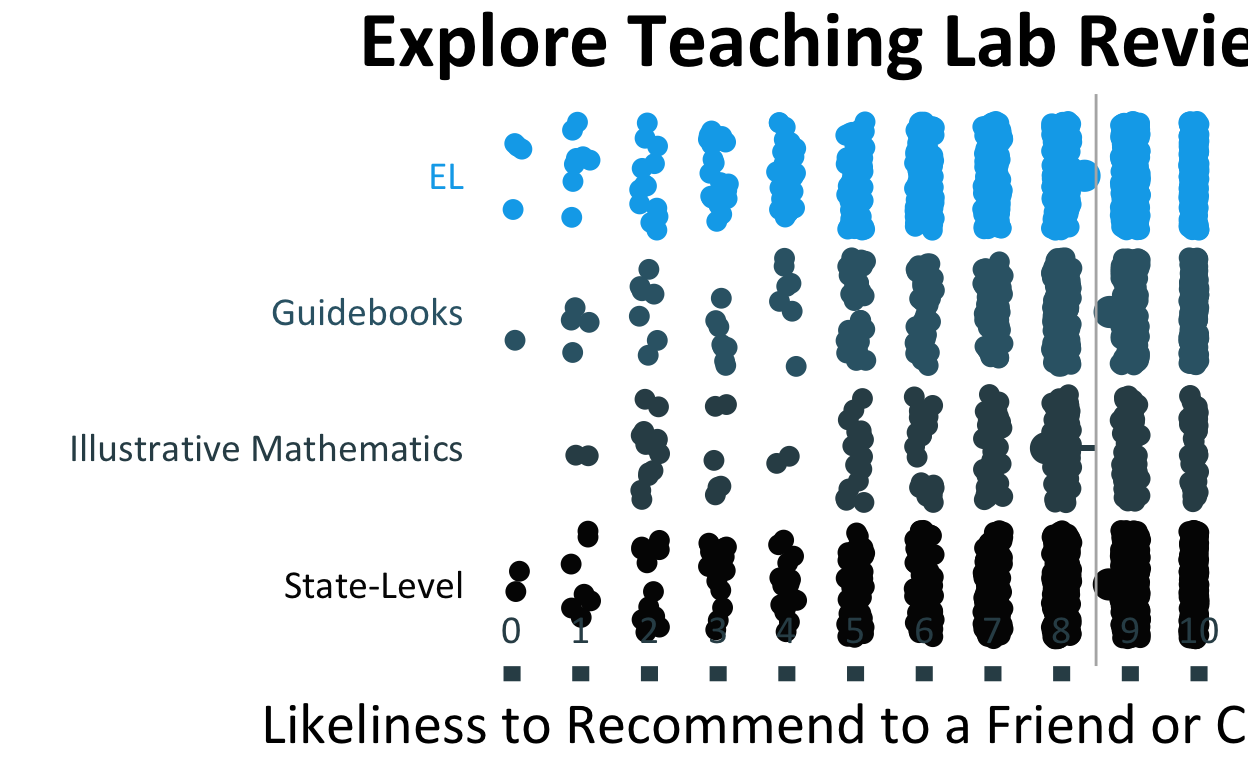 Explore Teaching Lab Revie
EL
Guidebooks
Illustrative Mathematics
State-Level
0 1 2 3 4 5 6 7 8 9 10
Likeliness to Recommend to a Friend or C